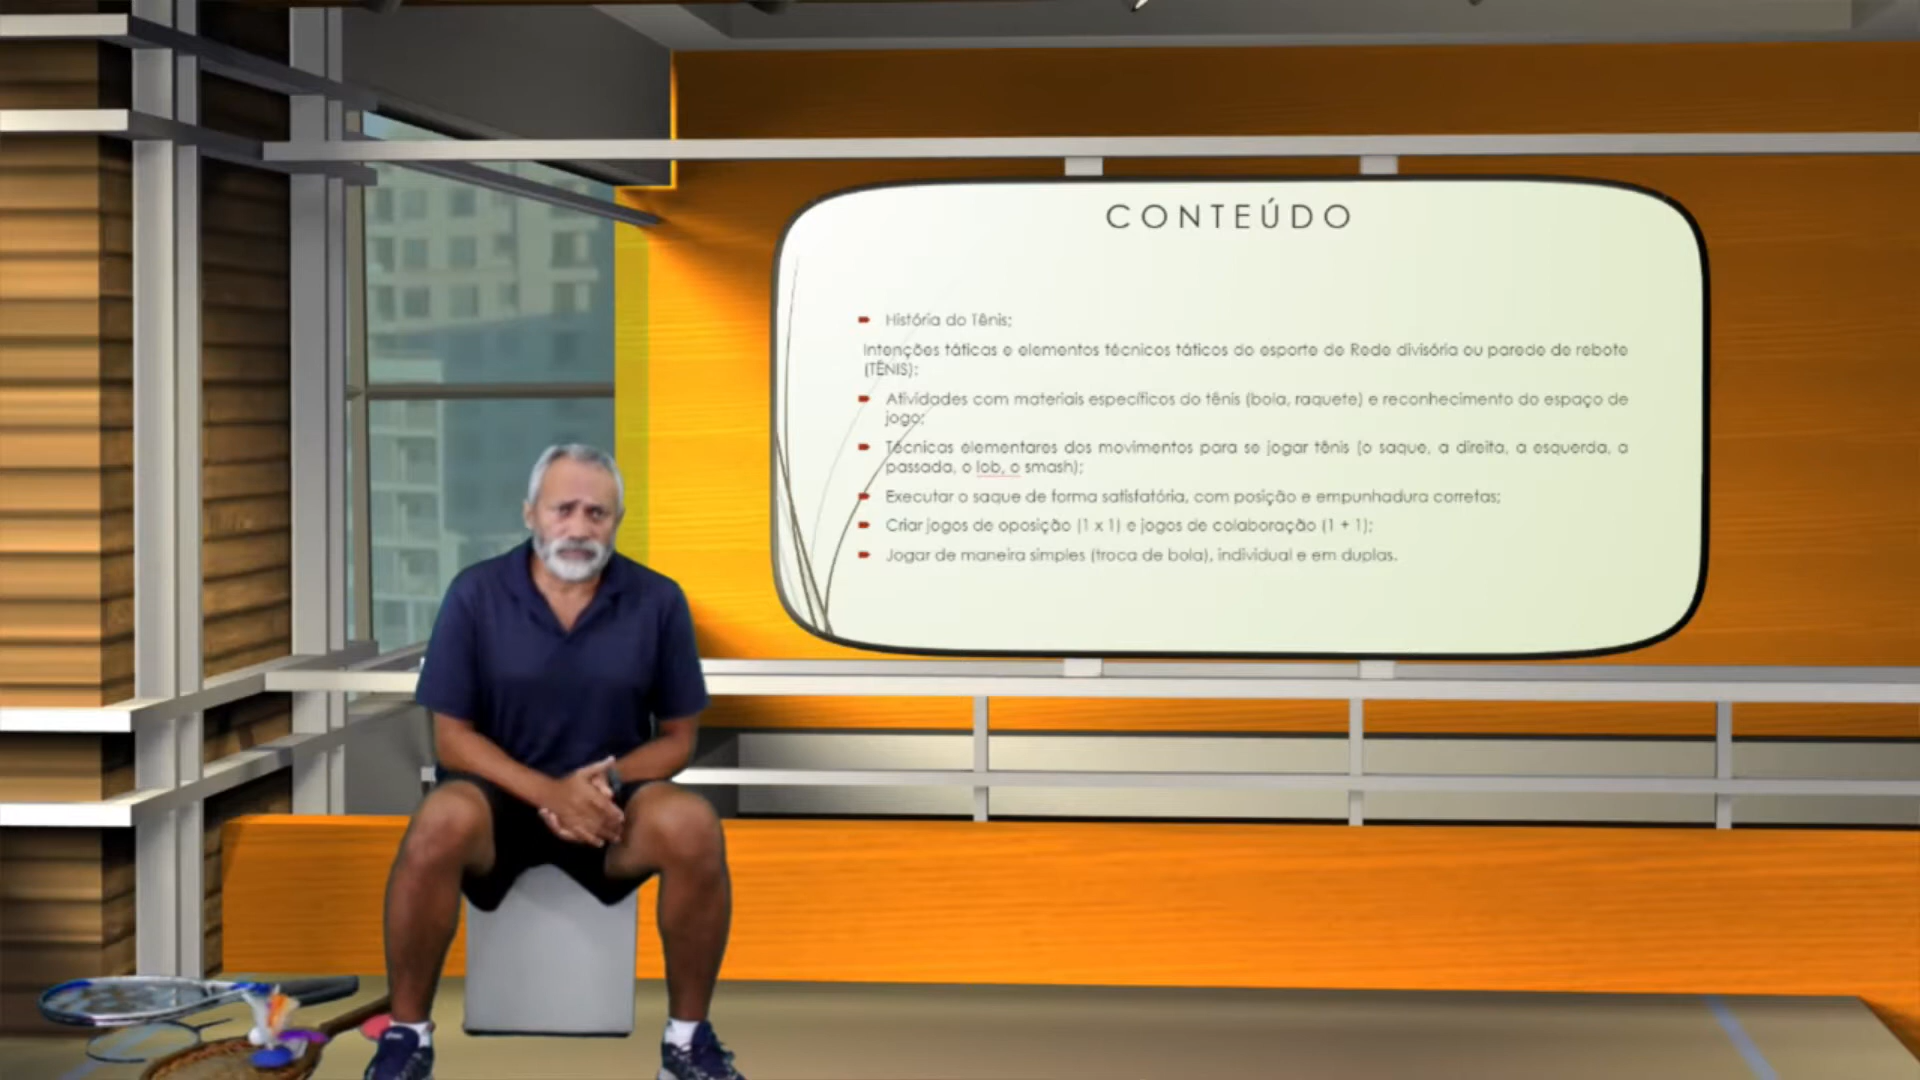 CONTEÚDO
História do Tênis;
Intenções táticas e elementos técnicos táticos do esporte de Rede divisória ou parede de rebote
(TÊNIS):
Atividades com materiais específicos do tênis (bola, raquete) e reconhecimento do espaço de
jogo;
Técnicas elementares dos movimentos para se jogar tênis (o saque, a direita, a esquerda, a
passada, o lob, o smash);
Executar o saque de forma satisfatória, com posição e empunhadura corretas;
Criar jogos de oposição (1 x 1) e jogos de colaboração (1 + 1);
Jogar de maneira simples (troca de bola), individual e em duplas.